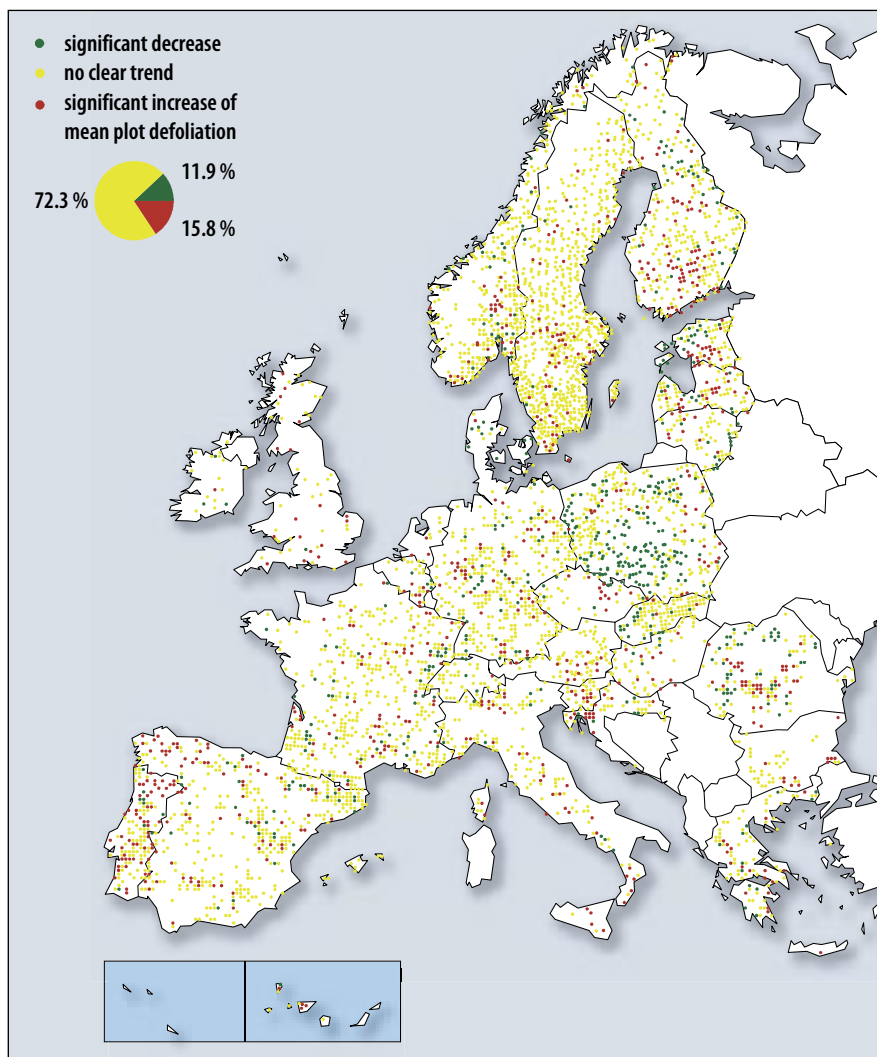 significant decrease
no clear trend
significant increase of
mean plot defoliation
11.9 %
72.3 %
15.8 %